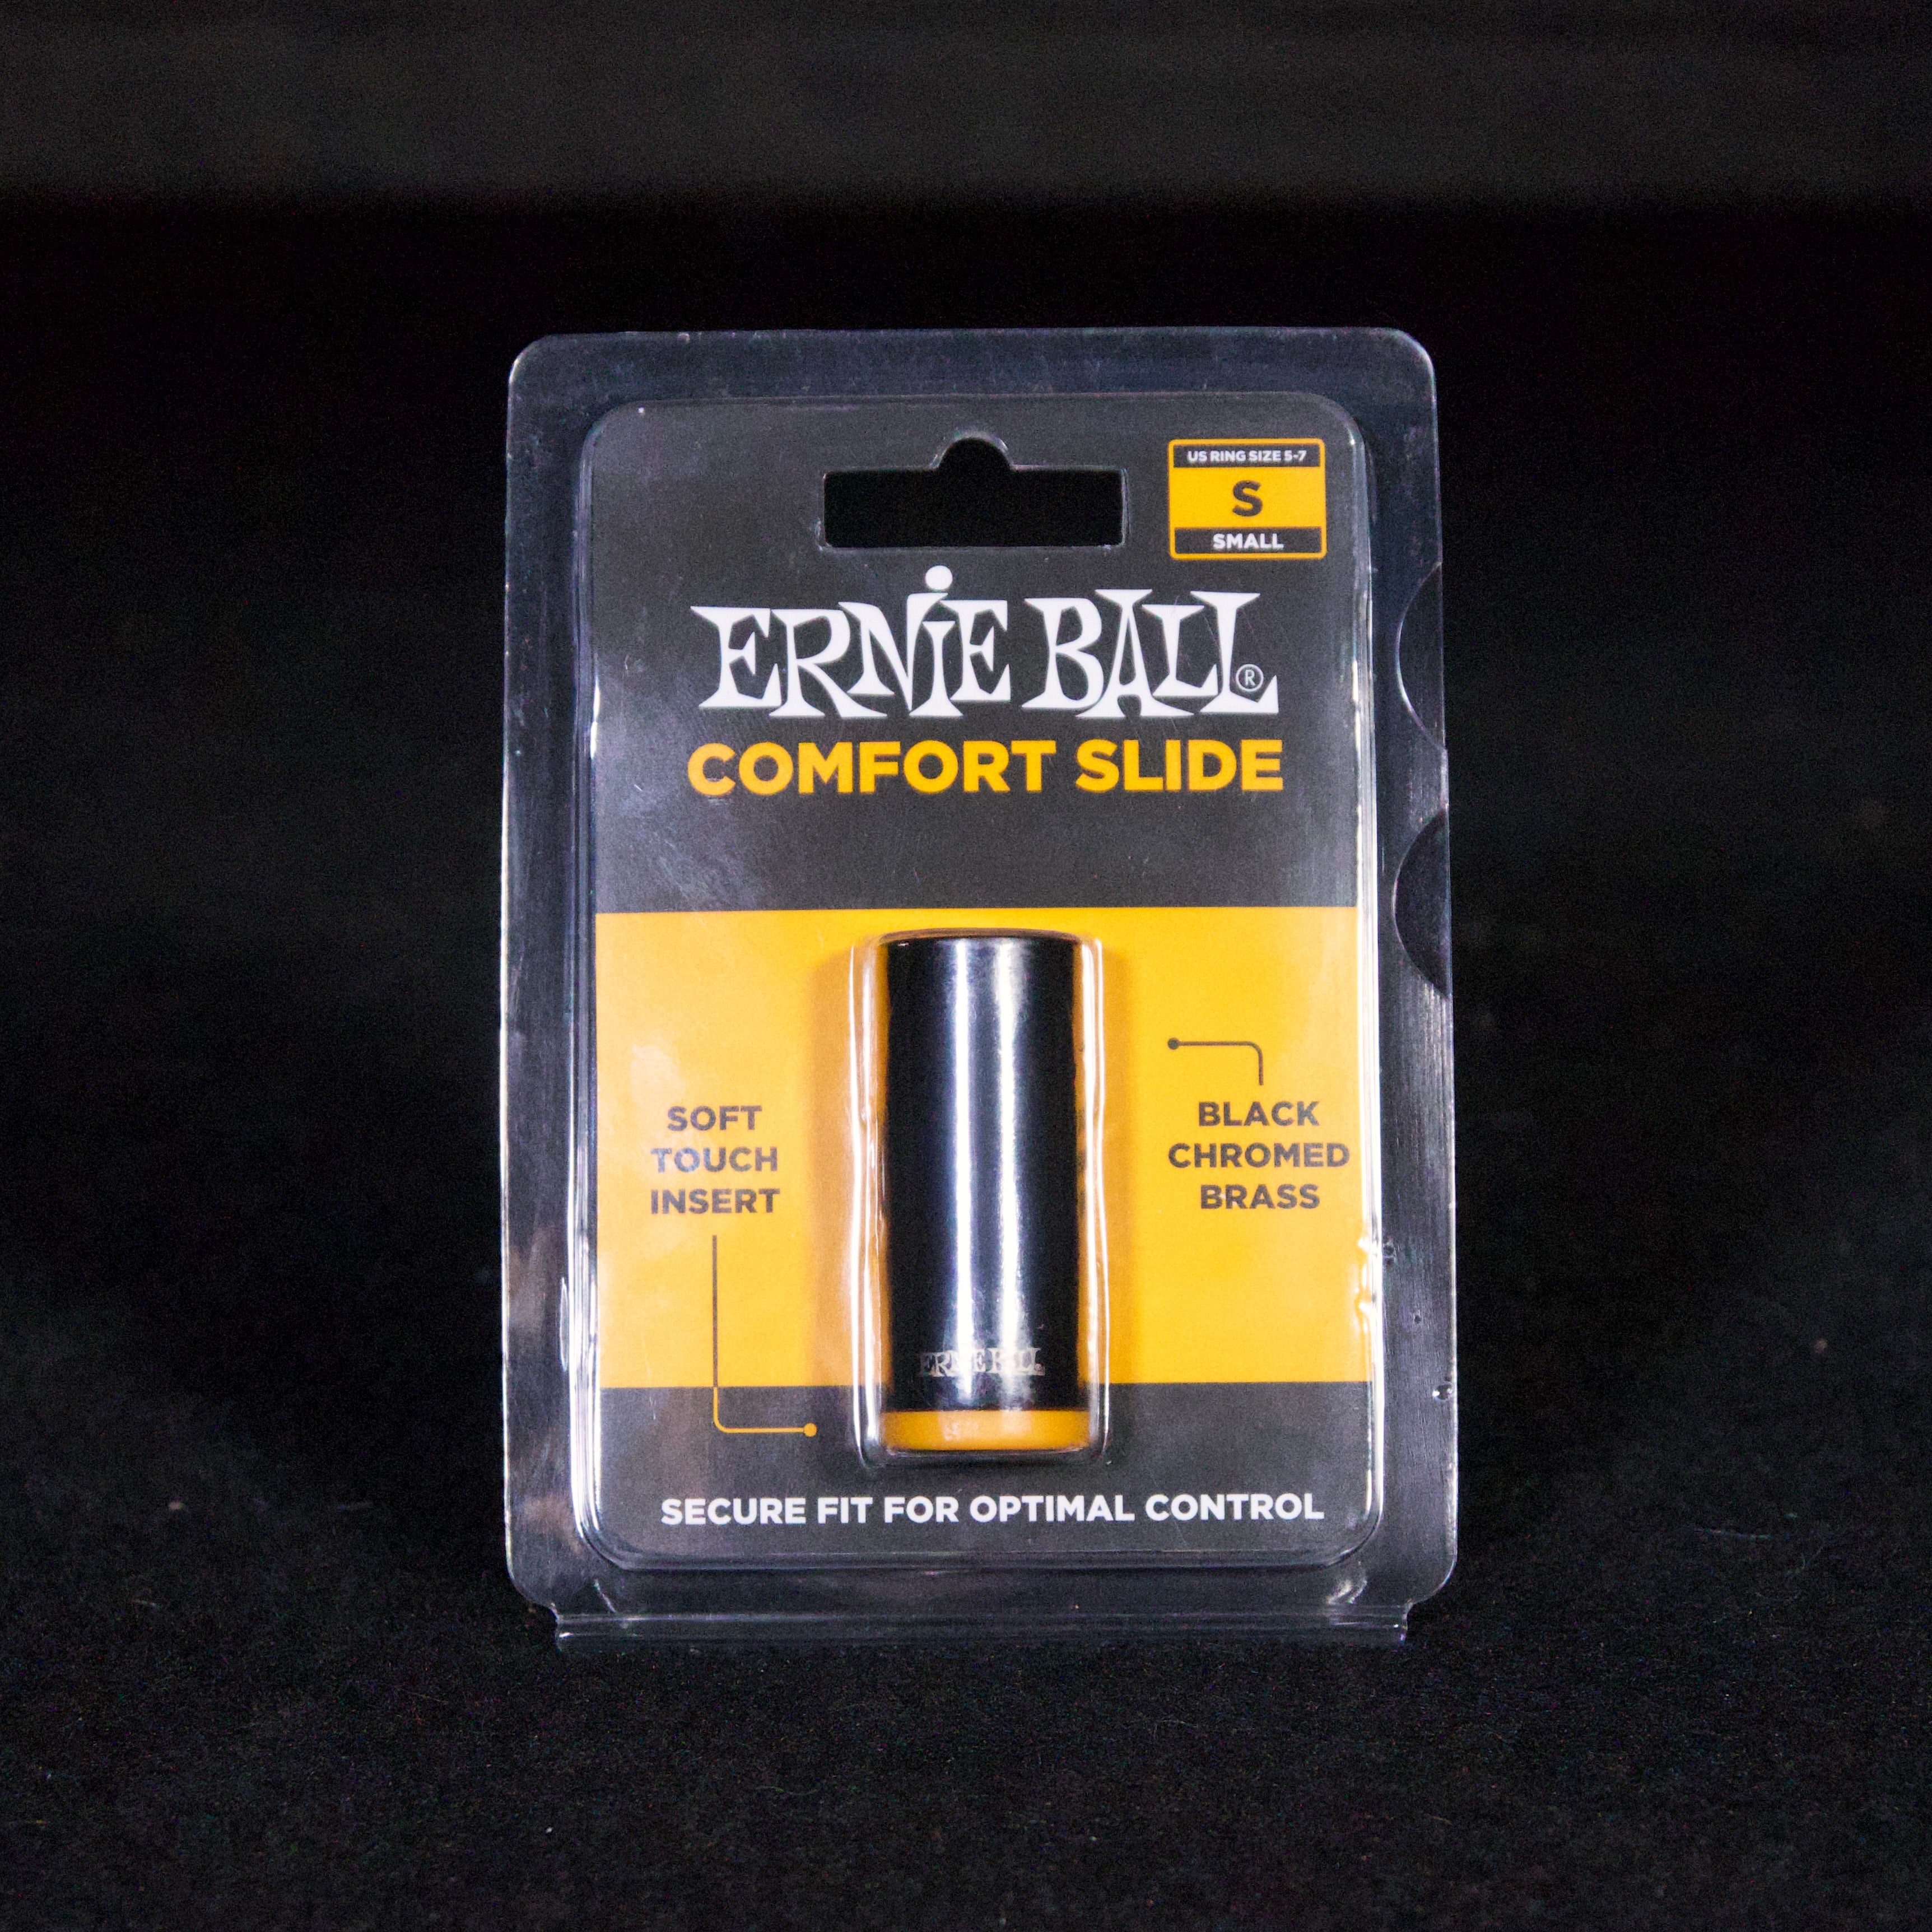 US RING SIZE 5-7
S
SMALL
ERNiE BALL®
COMFORT SLIDE
SOFT
TOUCH
INSERT
BLACK
CHROMED
BRASS
ERNIE BALL
SECURE FIT FOR OPTIMAL CONTROL